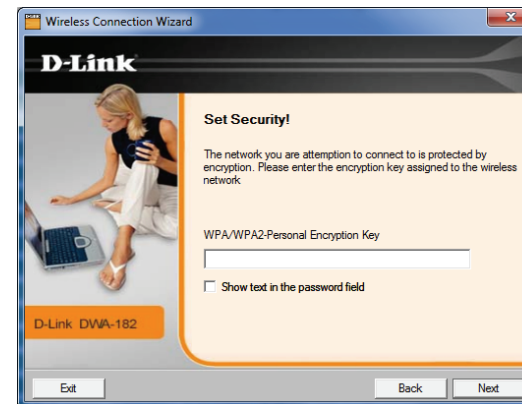 Wireless Connection Wizard
D-Link
Set Security!
The network you are attemption to connect to is protected by
encryption. Please enter the encryption key assigned to the wireless
network
WPA/WPA2-Personal Encryption Key
Show text in the password field
D-Link DWA-182
Exit
Back
Next